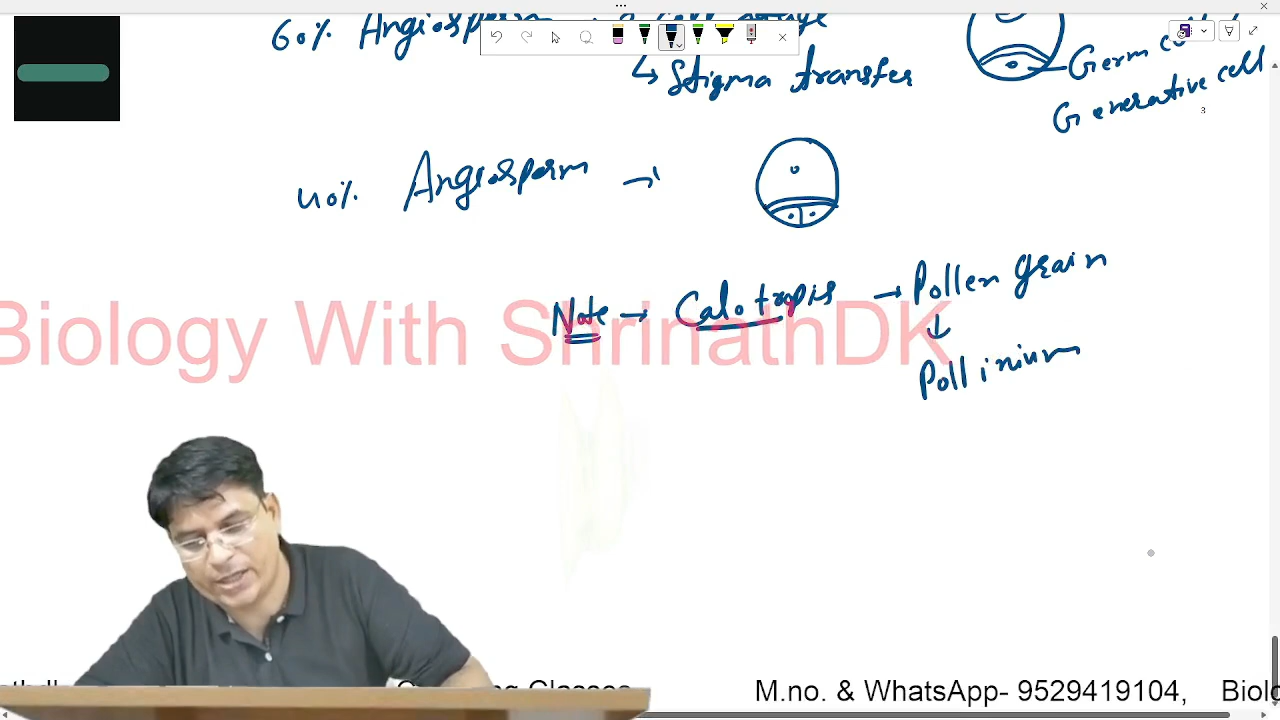 60% Angiosperm
↳ Stigma transfer
Germ
Generative cell
3
40% Angiosperm →
Note → Calotropis → Pollen grain
↓
Pollinium
Biology With ShrinathDK
M.no. & WhatsApp- 9529419104,